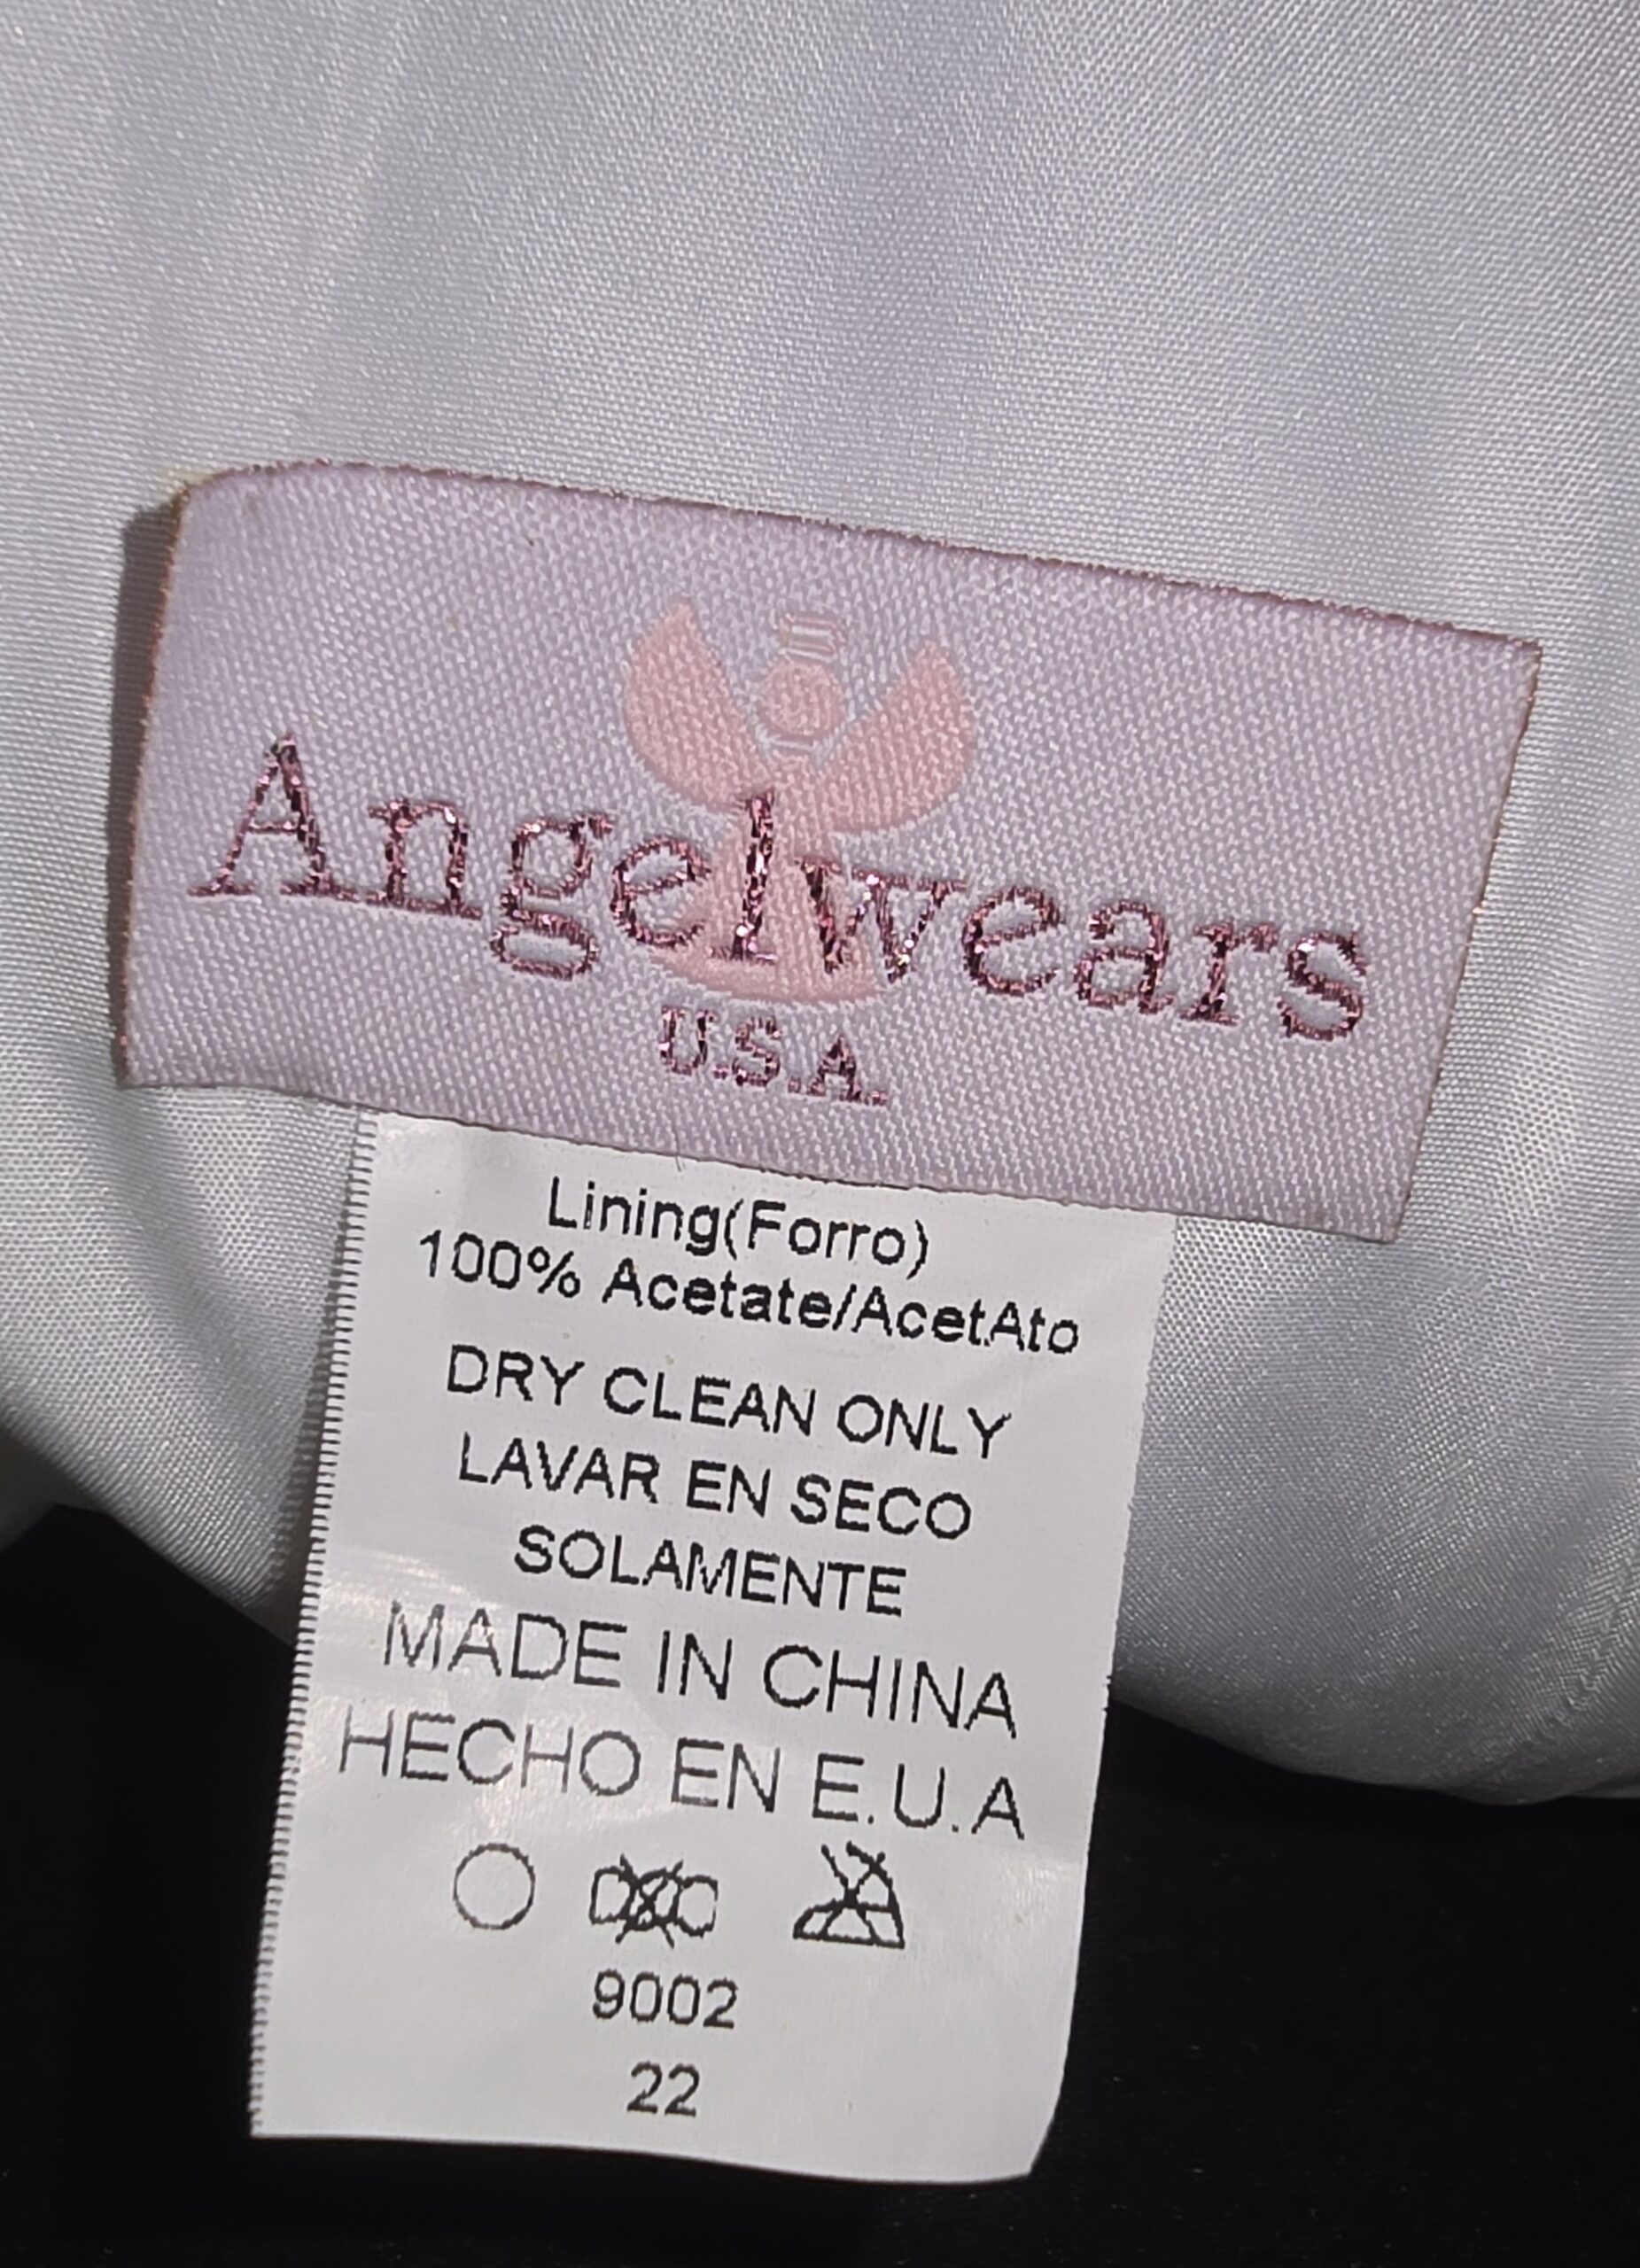 Angelwears
U.S.A.
Lining(Forro)
100% Acetate/AcetAto
DRY CLEAN ONLY
LAVAR EN SECO
SOLAMENTE
MADE IN CHINA
HECHO EN E.U.A
9002
22